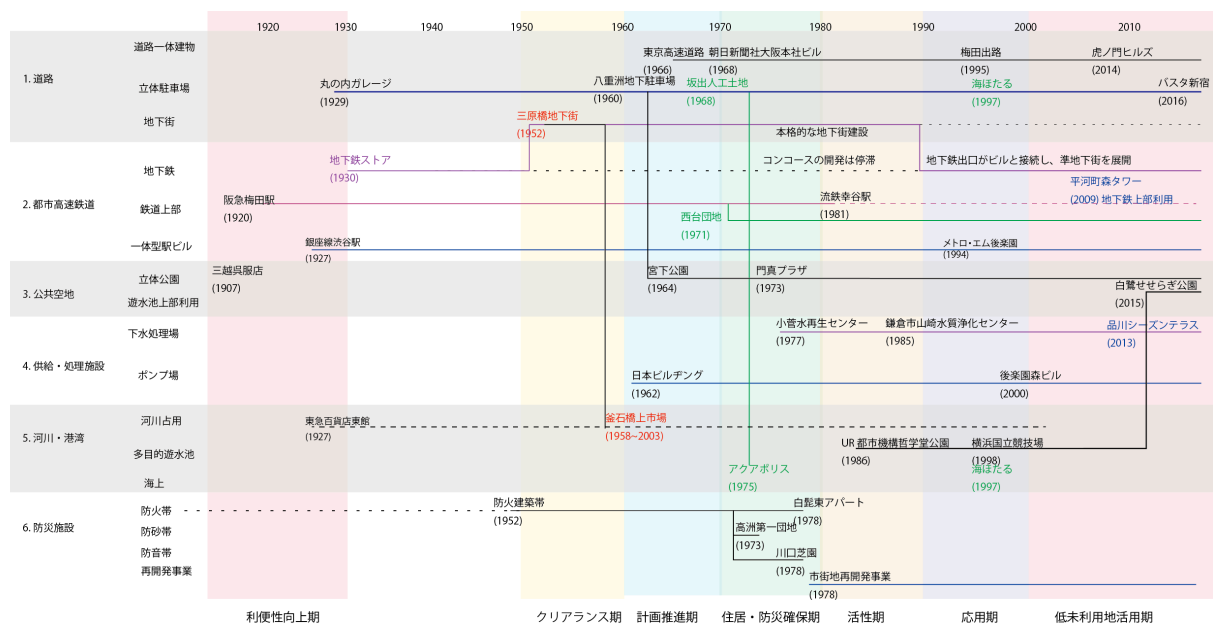 1920 1930 1940 1950 1960 1970 1980 1990 2000 2010
1. 道路
道路一体建物
東京高速道路
(1966)
朝日新聞社大阪本社ビル
(1968)
梅田出路
(1995)
虎ノ門ヒルズ
(2014)
立体駐車場
丸の内ガレージ
(1929)
八重洲地下駐車場
(1960)
坂出人工土地
(1968)
海ほたる
(1997)
バスタ新宿
(2016)
地下街
三原橋地下街
(1952)
本格的な地下街建設
2. 都市高速鉄道
地下鉄
地下鉄ストア
(1930)
コンコースの開発は停滞
地下鉄出口がビルと接続し、準地下街を展開
鉄道上部
阪急梅田駅
(1920)
西台団地
(1971)
流鉄幸谷駅
(1981)
平河町森タワー
(2009) 地下鉄上部利用
一体型駅ビル
銀座線渋谷駅
(1927)
メトロ・エム後楽園
(1994)
3. 公共空地
立体公園
三越呉服店
(1907)
宮下公園
(1964)
門真プラザ
(1973)
白鷺せせらぎ公園
(2015)
遊水池上部利用
4. 供給・処理施設
下水処理場
小菅水再生センター
(1977)
鎌倉市山崎水質浄化センター
(1985)
品川シーズンテラス
(2013)
ポンプ場
日本ビルヂング
(1962)
後楽園森ビル
(2000)
5. 河川・港湾
河川占用
東急百貨店東館
(1927)
釜石橋上市場
(1958~2003)
多目的遊水池
UR 都市機構哲学堂公園
(1986)
横浜国立競技場
(1998)
海上
アクアポリス
(1975)
海ほたる
(1997)
6. 防災施設
防火帯
防火建築帯
(1952)
白髭東アパート
(1978)
防砂帯
高洲第一団地
(1973)
防音帯
川口芝園
(1978)
再開発事業
市街地再開発事業
(1978)
利便性向上期 クリアランス期 計画推進期 住居・防災確保期 活性期 応用期 低未利用地活用期